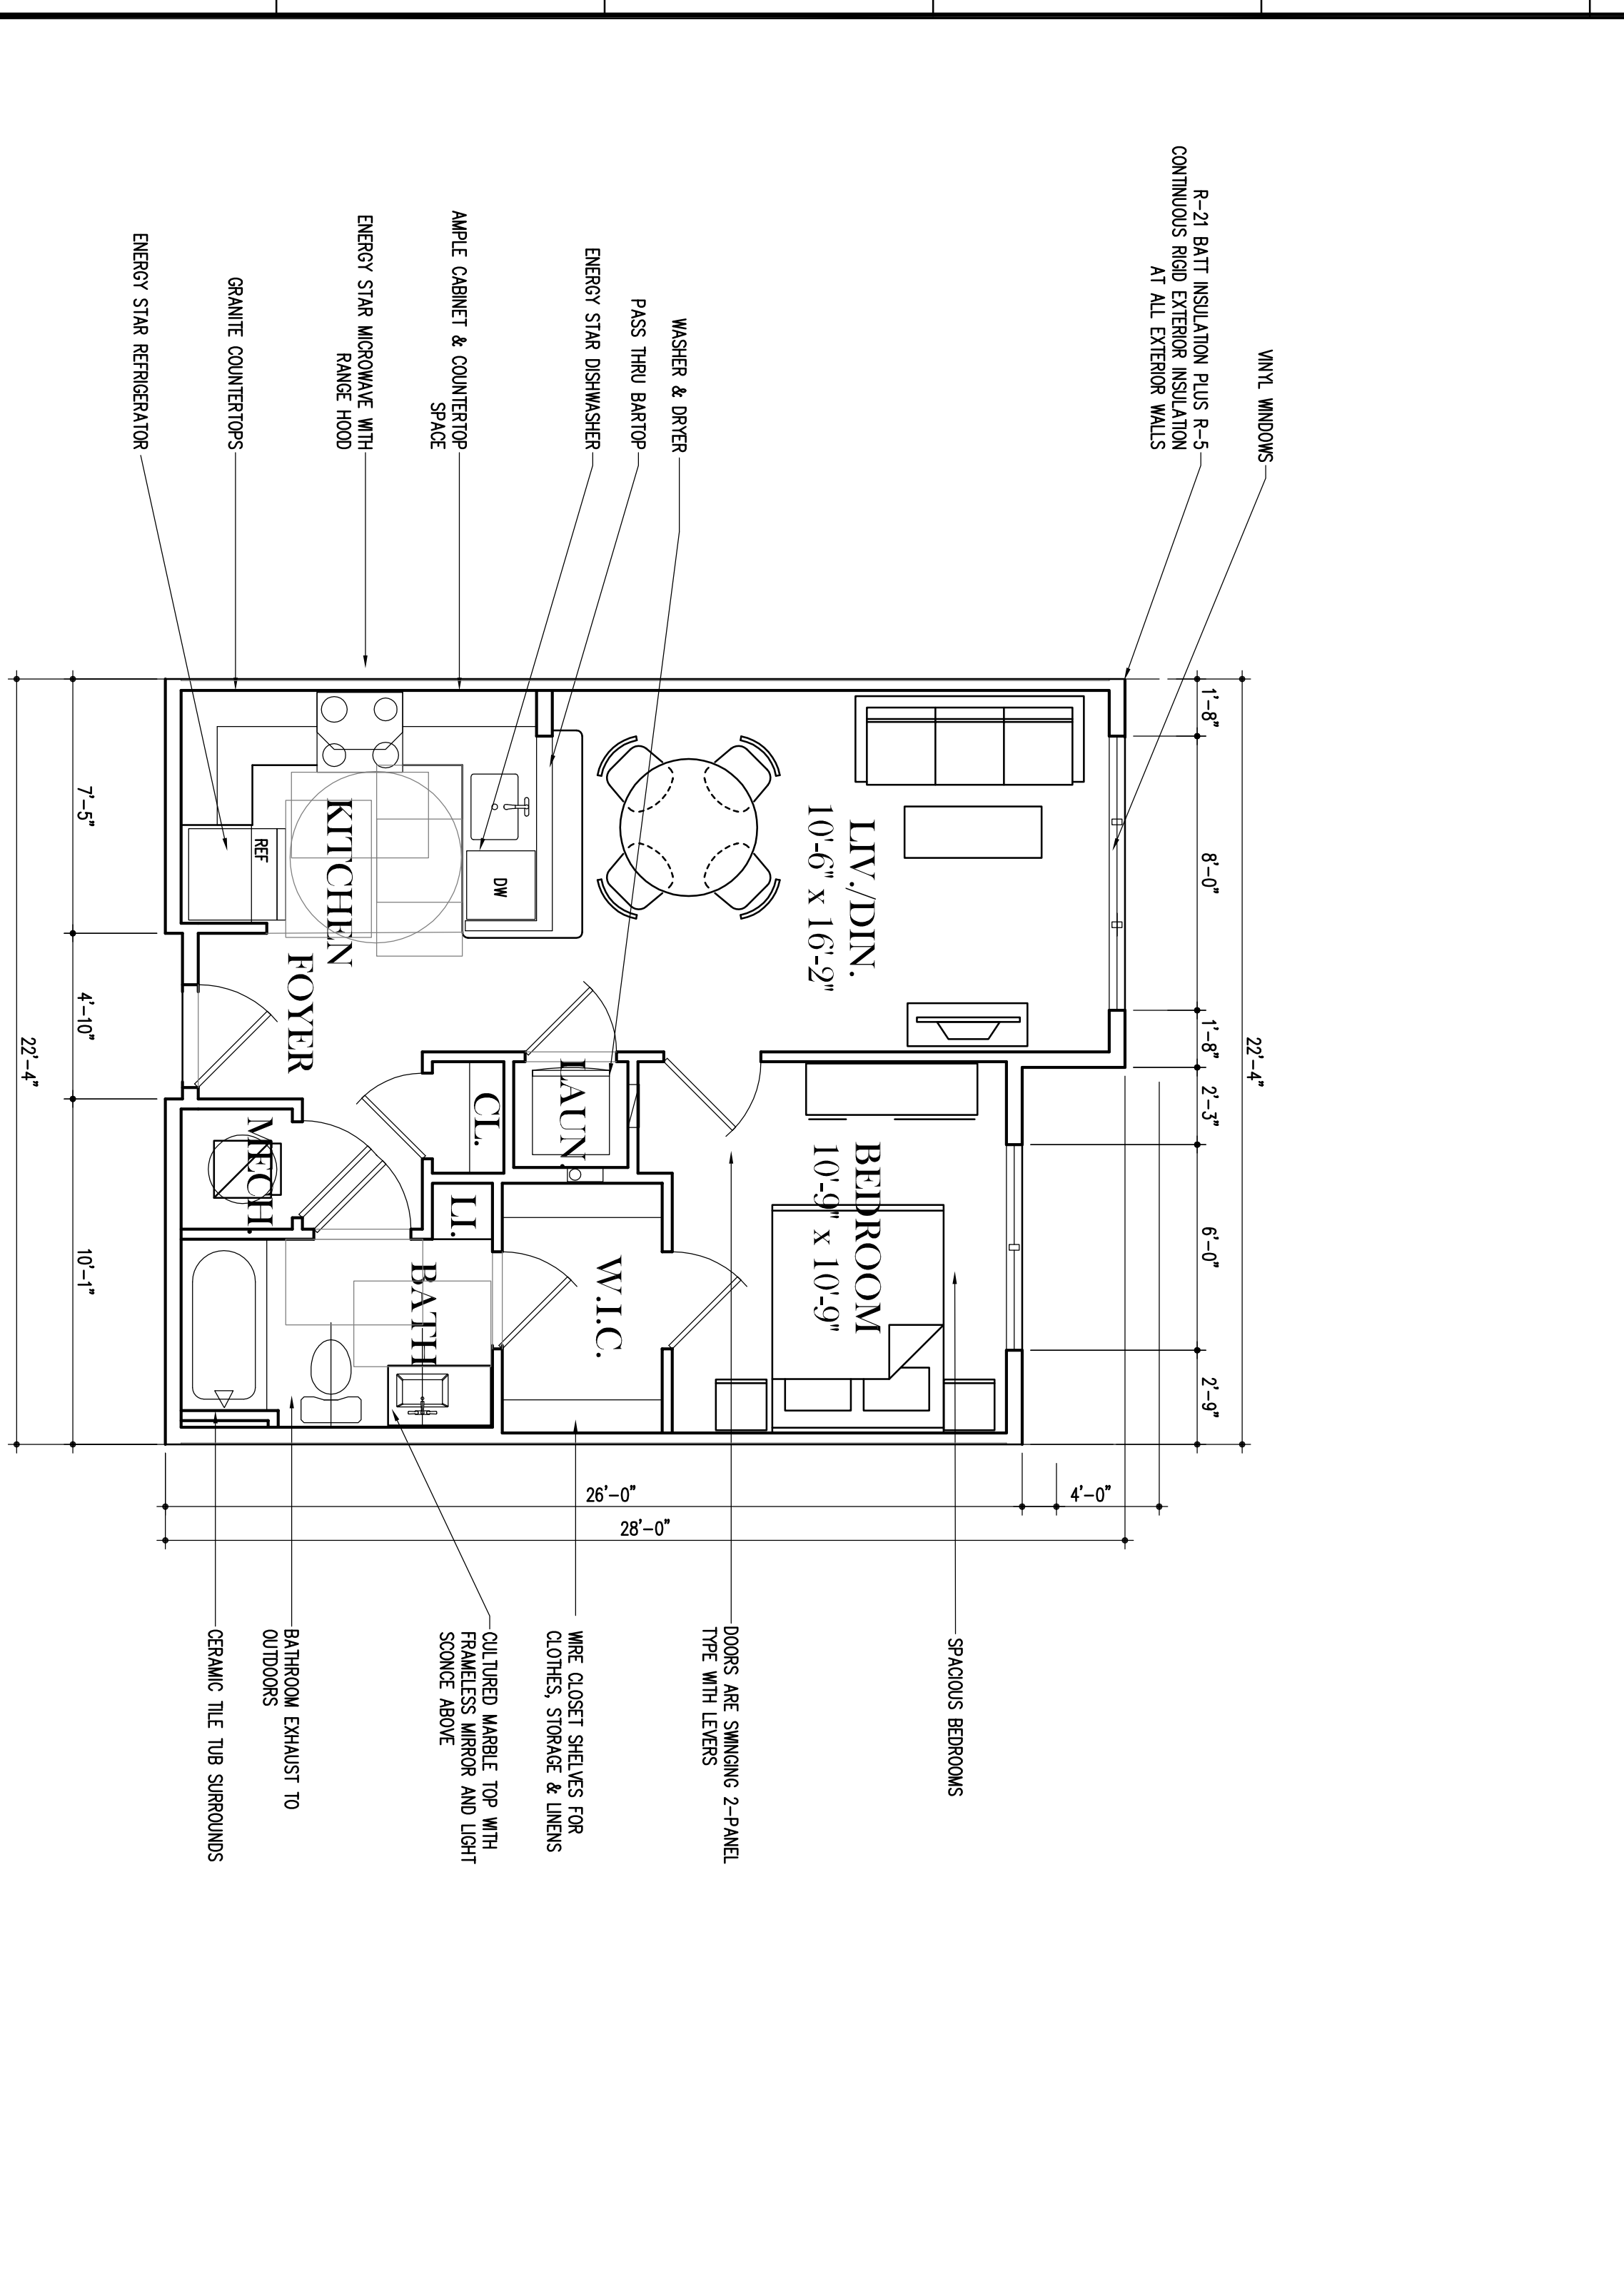 VINYL WINDOWS
R-21 BATT INSULATION PLUS R-5
CONTINUOUS RIGID EXTERIOR INSULATION
AT ALL EXTERIOR WALLS
WASHER & DRYER
PASS THRU BARTOP
ENERGY STAR DISHWASHER
AMPLE CABINET & COUNTERTOP
SPACE
ENERGY STAR MICROWAVE WITH
RANGE HOOD
GRANITE COUNTERTOPS
ENERGY STAR REFRIGERATOR
22'-4"
1'-8"
8'-0"
1'-8"
2'-3"
6'-0"
2'-9"
LIV./DIN.
10'-6" x 16'-2"
BEDROOM
10'-9" x 10'-9"
W.I.C.
LAUN.
DW
CL.
LI.
BATH
KITCHEN
FOYER
REF
MECH.
7'-5"
4'-10"
10'-1"
22'-4"
4'-0"
26'-0"
28'-0"
SPACIOUS BEDROOMS
DOORS ARE SWINGING 2-PANEL
TYPE WITH LEVERS
WIRE CLOSET SHELVES FOR
CLOTHES, STORAGE & LINENS
CULTURED MARBLE TOP WITH
FRAMELESS MIRROR AND LIGHT
SCONCE ABOVE
BATHROOM EXHAUST TO
OUTDOORS
CERAMIC TILE TUB SURROUNDS